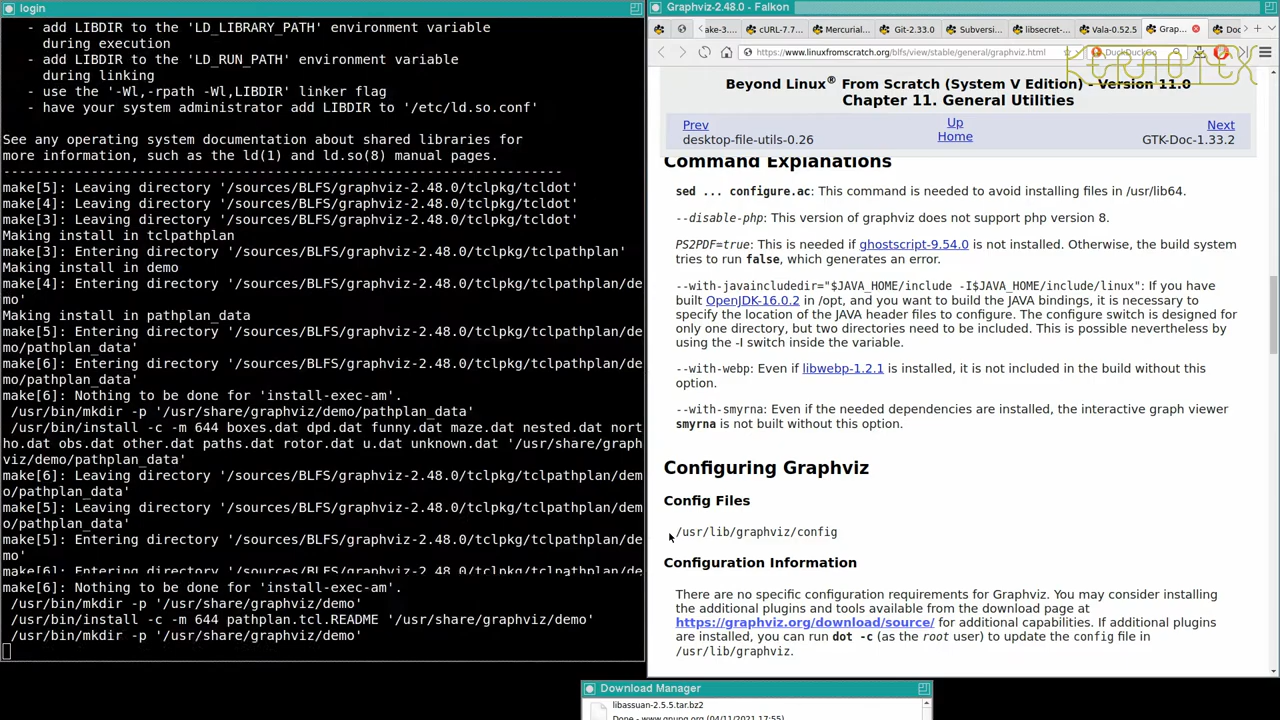 login
- add LIBDIR to the 'LD_LIBRARY_PATH' environment variable
during execution
- add LIBDIR to the 'LD_RUN_PATH' environment variable
during linking
- use the '-Wl,-rpath -Wl,LIBDIR' linker flag
- have your system administrator add LIBDIR to '/etc/ld.so.conf'
See any operating system documentation about shared libraries for
more information, such as the ld(1) and ld.so(8) manual pages.
----------------------------------------------------------------------
make[5]: Leaving directory '/sources/BLFS/graphviz-2.48.0/tclpkg/tcldot'
make[4]: Leaving directory '/sources/BLFS/graphviz-2.48.0/tclpkg/tcldot'
make[3]: Leaving directory '/sources/BLFS/graphviz-2.48.0/tclpkg/tcldot'
Making install in tclpathplan
make[3]: Entering directory '/sources/BLFS/graphviz-2.48.0/tclpkg/tclpathplan'
Making install in demo
make[4]: Entering directory '/sources/BLFS/graphviz-2.48.0/tclpkg/tclpathplan/de
mo'
Making install in pathplan_data
make[5]: Entering directory '/sources/BLFS/graphviz-2.48.0/tclpkg/tclpathplan/de
mo/pathplan_data'
make[6]: Entering directory '/sources/BLFS/graphviz-2.48.0/tclpkg/tclpathplan/de
mo/pathplan_data'
make[6]: Nothing to be done for 'install-exec-am'.
/usr/bin/mkdir -p '/usr/share/graphviz/demo/pathplan_data'
/usr/bin/install -c -m 644 boxes.dat dpd.dat funny.dat maze.dat nested.dat nort
ho.dat obs.dat other.dat paths.dat rotor.dat u.dat unknown.dat '/usr/share/graph
viz/demo/pathplan_data'
make[6]: Leaving directory '/sources/BLFS/graphviz-2.48.0/tclpkg/tclpathplan/dem
o/pathplan_data'
make[5]: Leaving directory '/sources/BLFS/graphviz-2.48.0/tclpkg/tclpathplan/dem
o/pathplan_data'
make[5]: Entering directory '/sources/BLFS/graphviz-2.48.0/tclpkg/tclpathplan/de
mo'
make[6]: Entering directory '/sources/BLFS/graphviz-2.48.0/tclpkg/tclpathplan/de
make[6]: Nothing to be done for 'install-exec-am'.
/usr/bin/mkdir -p '/usr/share/graphviz/demo'
/usr/bin/install -c -m 644 pathplan.tcl.README '/usr/share/graphviz/demo'
/usr/bin/mkdir -p '/usr/share/graphviz/demo'
Graphviz-2.48.0 - Falkon
ake-3.... cURL-7.7... Mercurial... Git-2.33.0 Subversi... libsecret-... Vala-0.52.5 Grap... Doc
https://www.linuxfromscratch.org/blfs/view/stable/general/graphviz.html DuckDuckGo
KERNOTEX
Beyond Linux® From Scratch (System V Edition) - Version 11.0
Chapter 11. General Utilities
Prev Up Next
desktop-file-utils-0.26 Home GTK-Doc-1.33.2
Command Explanations
sed ... configure.ac: This command is needed to avoid installing files in /usr/lib64.
--disable-php: This version of graphviz does not support php version 8.
PS2PDF=true: This is needed if ghostscript-9.54.0 is not installed. Otherwise, the build system
tries to run false, which generates an error.
--with-javaincludedir="$JAVA_HOME/include -I$JAVA_HOME/include/linux": If you have
built OpenJDK-16.0.2 in /opt, and you want to build the JAVA bindings, it is necessary to
specify the location of the JAVA header files to configure. The configure switch is designed for
only one directory, but two directories need to be included. This is possible nevertheless by
using the -I switch inside the variable.
--with-webp: Even if libwebp-1.2.1 is installed, it is not included in the build without this
option.
--with-smyrna: Even if the needed dependencies are installed, the interactive graph viewer
smyrna is not built without this option.
Configuring Graphviz
Config Files
/usr/lib/graphviz/config
Configuration Information
There are no specific configuration requirements for Graphviz. You may consider installing
the additional plugins and tools available from the download page at
https://graphviz.org/download/source/ for additional capabilities. If additional plugins
are installed, you can run dot -c (as the root user) to update the config file in
/usr/lib/graphviz.
Download Manager
libassuan-2.5.5.tar.bz2
Done - www.gnupg.org (04/11/2021 17:55)